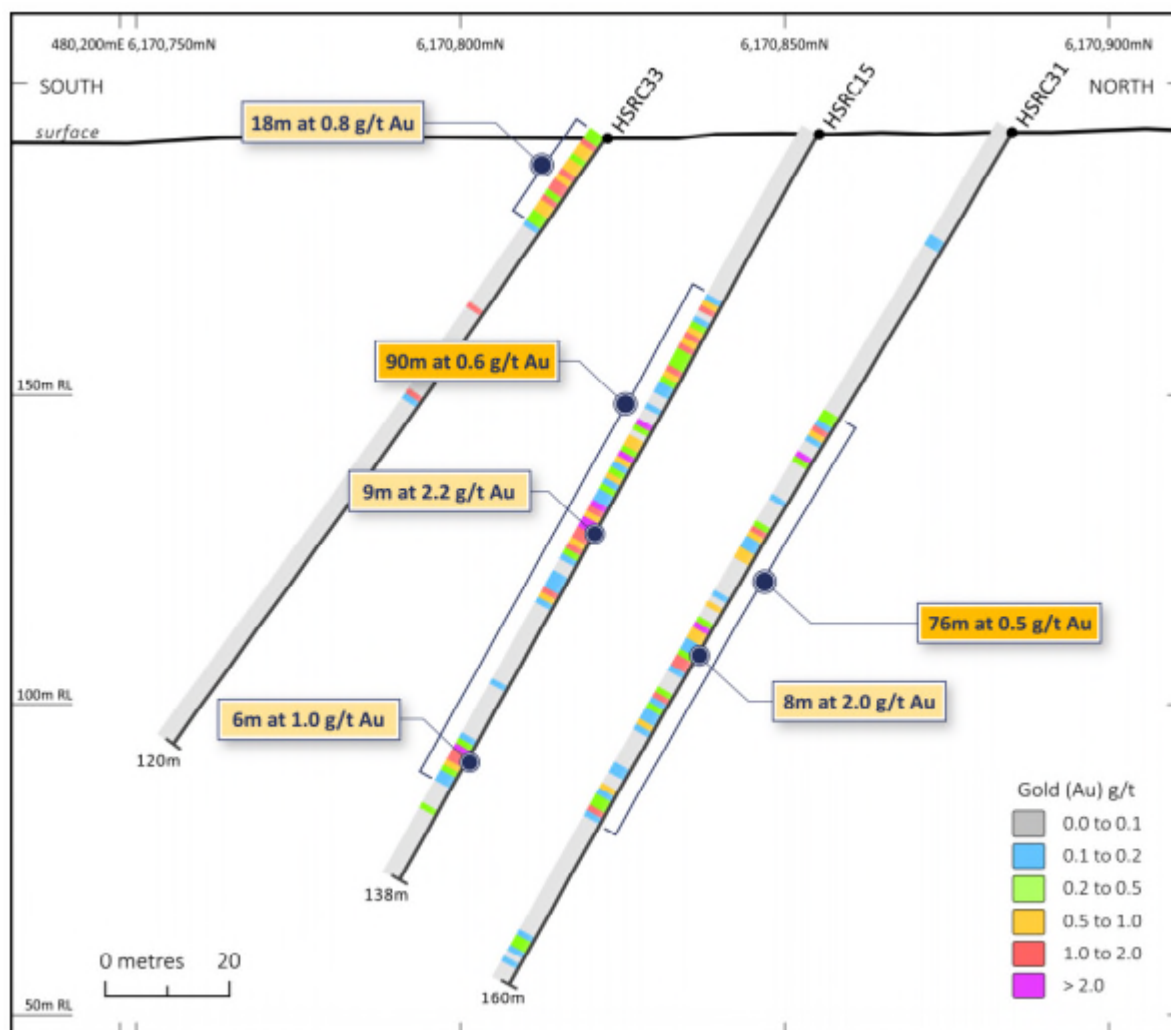 480,200mE 6,170,750mN
6,170,800mN
6,170,850mN
6,170,900mN
SOUTH
NORTH
surface
HSRC33
HSRC15
HSRC31
18m at 0.8 g/t Au
90m at 0.6 g/t Au
150m RL
9m at 2.2 g/t Au
76m at 0.5 g/t Au
8m at 2.0 g/t Au
100m RL
6m at 1.0 g/t Au
120m
138m
160m
Gold (Au) g/t
0.0 to 0.1
0.1 to 0.2
0.2 to 0.5
0.5 to 1.0
1.0 to 2.0
> 2.0
0 metres 20
50m RL